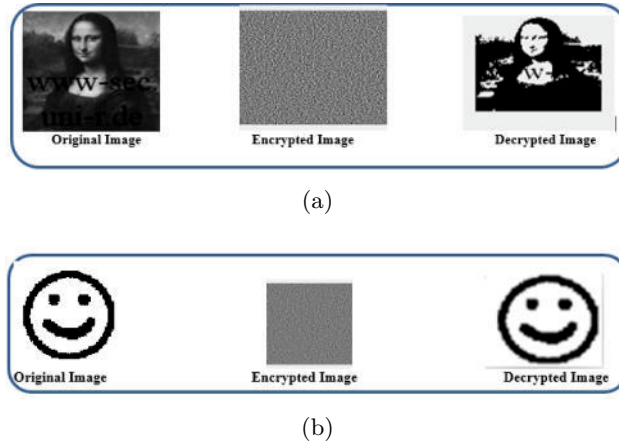 www-sec.
uni-r.de
w-
Original Image Encrypted Image Decrypted Image
(a)
Original Image Encrypted Image Decrypted Image
(b)